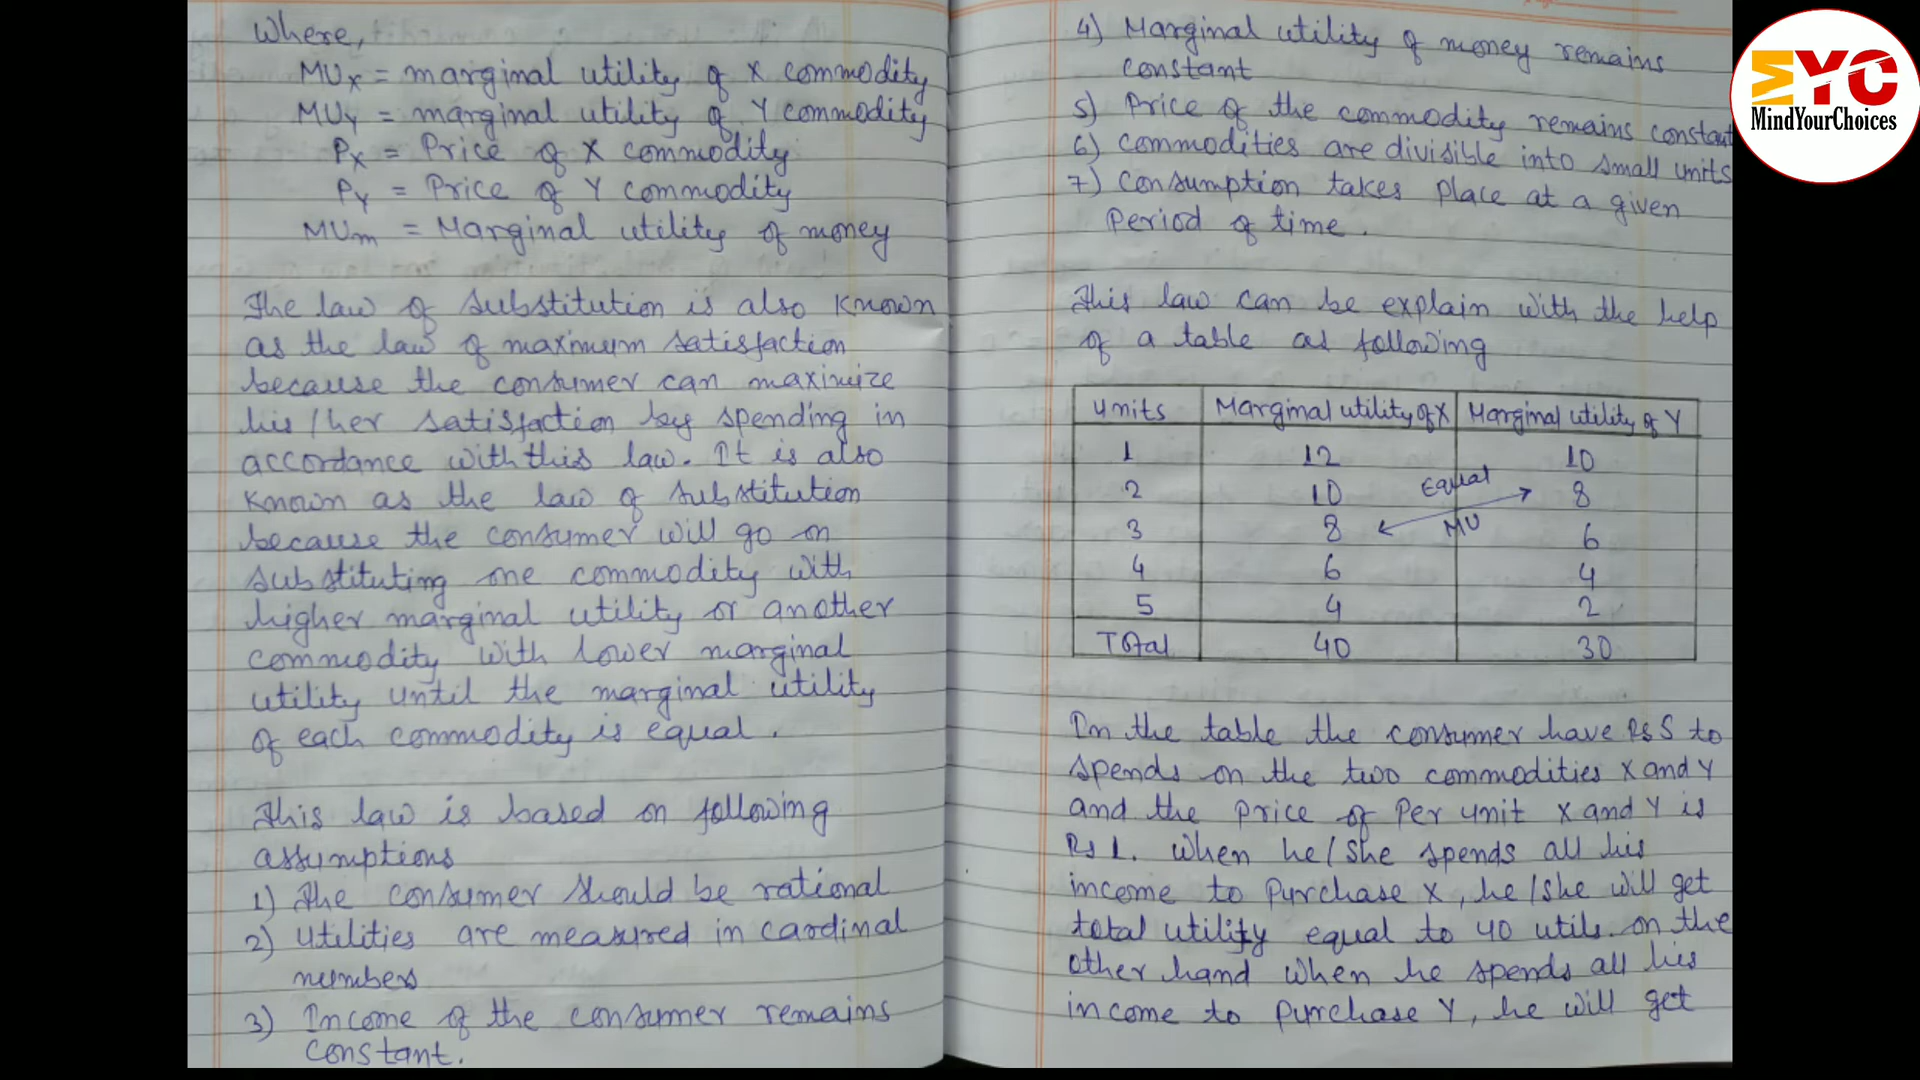 Where,
MUx = marginal utility of X commodity
MUY = marginal utility of Y commodity
Px = Price of X commodity
PY = Price of Y commodity
MUm = Marginal utility of money
The law of substitution is also known
as the law of maximum satisfaction
because the consumer can maximize
his/her satisfaction by spending in
accordance with this law. It is also
known as the law of substitution
because the consumer will go on
substituting one commodity with
higher marginal utility or another
commodity with lower marginal
utility until the marginal utility
of each commodity is equal.
This law is based on following
assumptions
1) The consumer should be rational
2) Utilities are measured in cardinal
numbers
3) Income of the consumer remains
constant.
4) Marginal utility of money remains
constant
5) Price of the commodity remains constant
6) Commodities are divisible into small units
7) Consumption takes place at a given
Period of time.
This law can be explain with the help
of a table as following
Units Marginal utility of X Marginal utility of Y
1 12 10
2 10 Equal 8
3 8 MU 6
4 6 4
5 4 2
Total 40 30
In the table the consumer have Rs 5 to
spends on the two commodities X and Y
and the price of Per unit X and Y is
Rs 1. When he/she spends all his
income to purchase X, he/she will get
total utility equal to 40 utils. on the
other hand when he spends all his
income to purchase Y, he will get
MYC
MindYourChoices